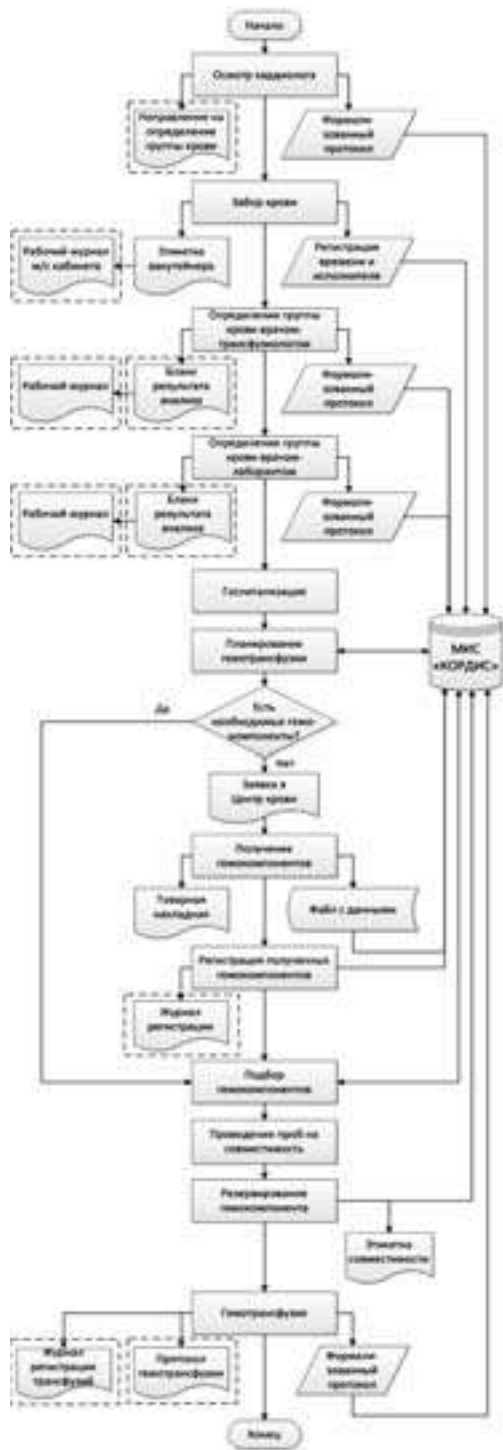 Начало
Осмотр кардиолога
Направление на
определение
группы крови
Формали-
зованный
протокол
Забор крови
Рабочий журнал
м/с кабинета
Этикетка
вакутейнера
Регистрация
времени и
исполнителя
Определение группы
крови врачом-
трансфузиологом
Рабочий журнал
Бланк
результата
анализа
Формали-
зованный
протокол
Определение группы
крови врачом-
лаборантом
Рабочий журнал
Бланк
результата
анализа
Формали-
зованный
протокол
Госпитализация
Планирование
гемотрансфузии
МИС
«КОРДИС»
Да
Есть
необходимые гемо-
компоненты?
Нет
Заявка в
Центр крови
Получение
гемокомпонентов
Товарная
накладная
Файл с данными
Регистрация полученных
гемокомпонентов
Журнал
регистрации
Подбор
гемокомпонентов
Проведение проб на
совместимость
Резервирование
гемокомпонента
Этикетка
совместимости
Гемотрансфузия
Журнал
регистрации
трансфузий
Протокол
гемотрансфузии
Формали-
зованный
протокол
Конец